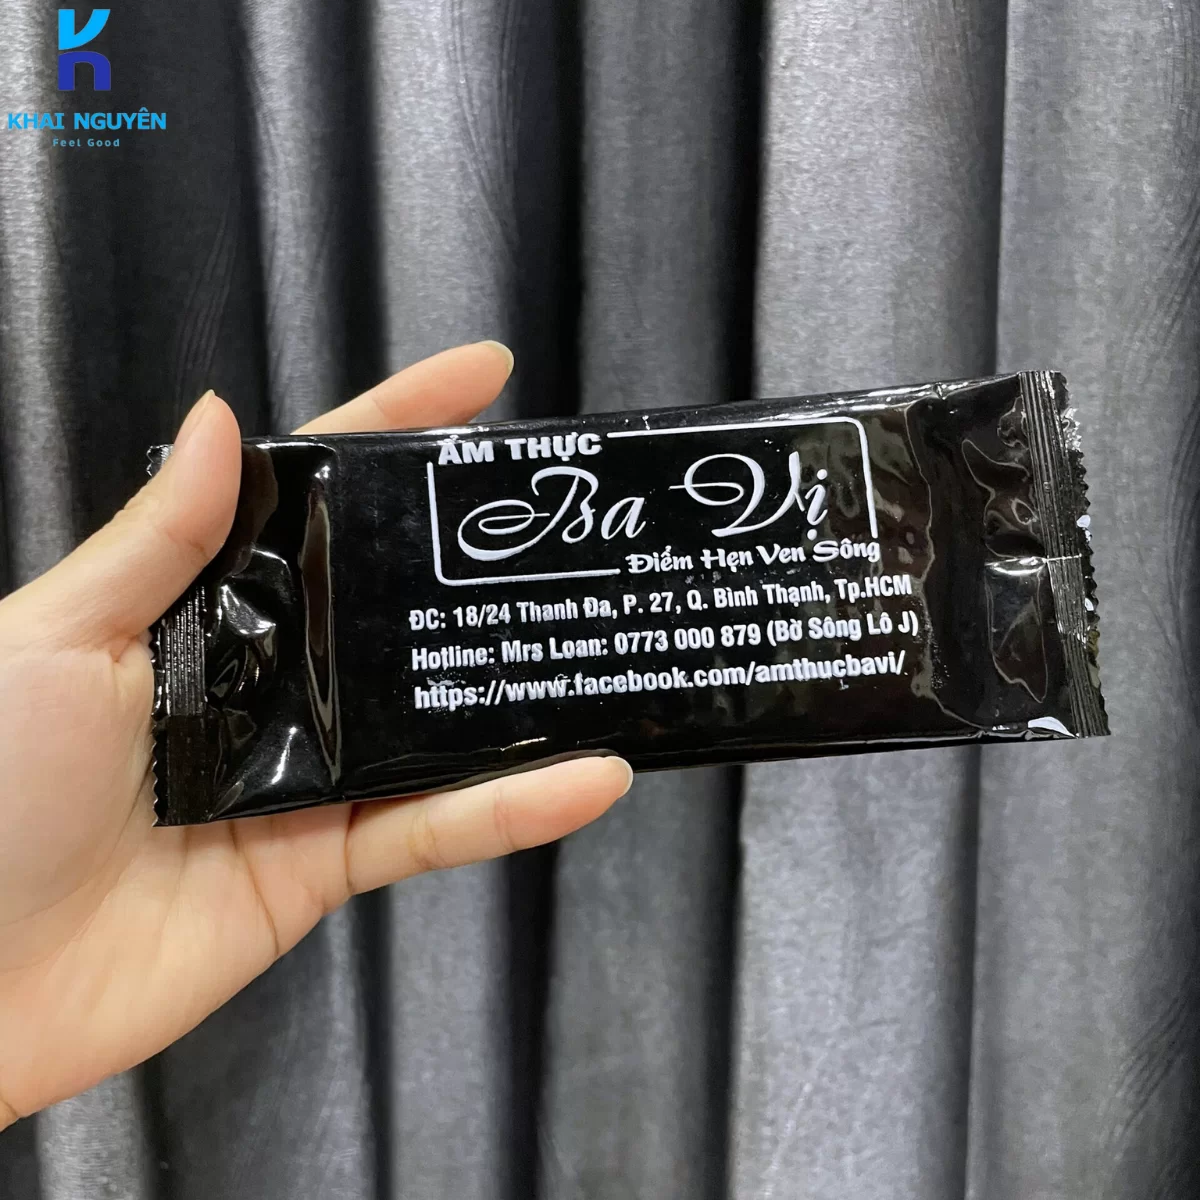 KHAI NGUYÊN
Feel Good
ẨM THỰC
Ba Vị
Điểm Hẹn Ven Sông
ĐC: 18/24 Thanh Đa, P. 27, Q. Bình Thạnh, Tp.HCM
Hotline: Mrs Loan: 0773 000 879 (Bờ Sông Lô J)
https://www.facebook.com/amthucbavi/